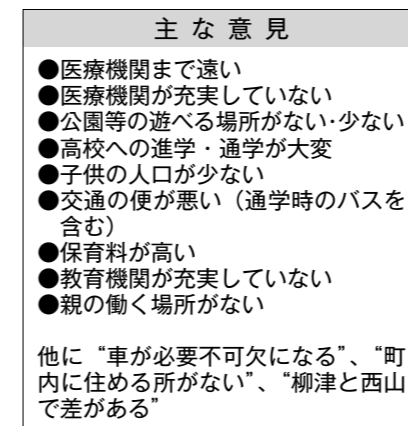 主な意見
●医療機関まで遠い
●医療機関が充実していない
●公園等の遊べる場所がない･少ない
●高校への進学・通学が大変
●子供の人口が少ない
●交通の便が悪い（通学時のバスを
含む）
●保育料が高い
●教育機関が充実していない
●親の働く場所がない
他に“車が必要不可欠になる”、“町
内に住める所がない”、“柳津と西山
で差がある”